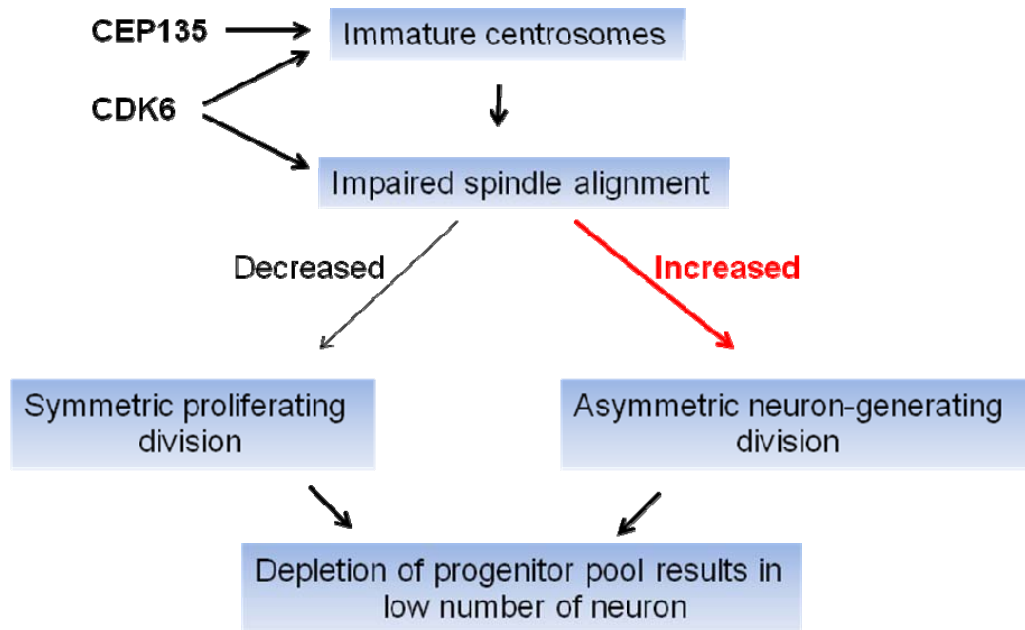 CEP135
Immature centrosomes
CDK6
Impaired spindle alignment
Decreased
Increased
Symmetric proliferating
division
Asymmetric neuron-generating
division
Depletion of progenitor pool results in
low number of neuron